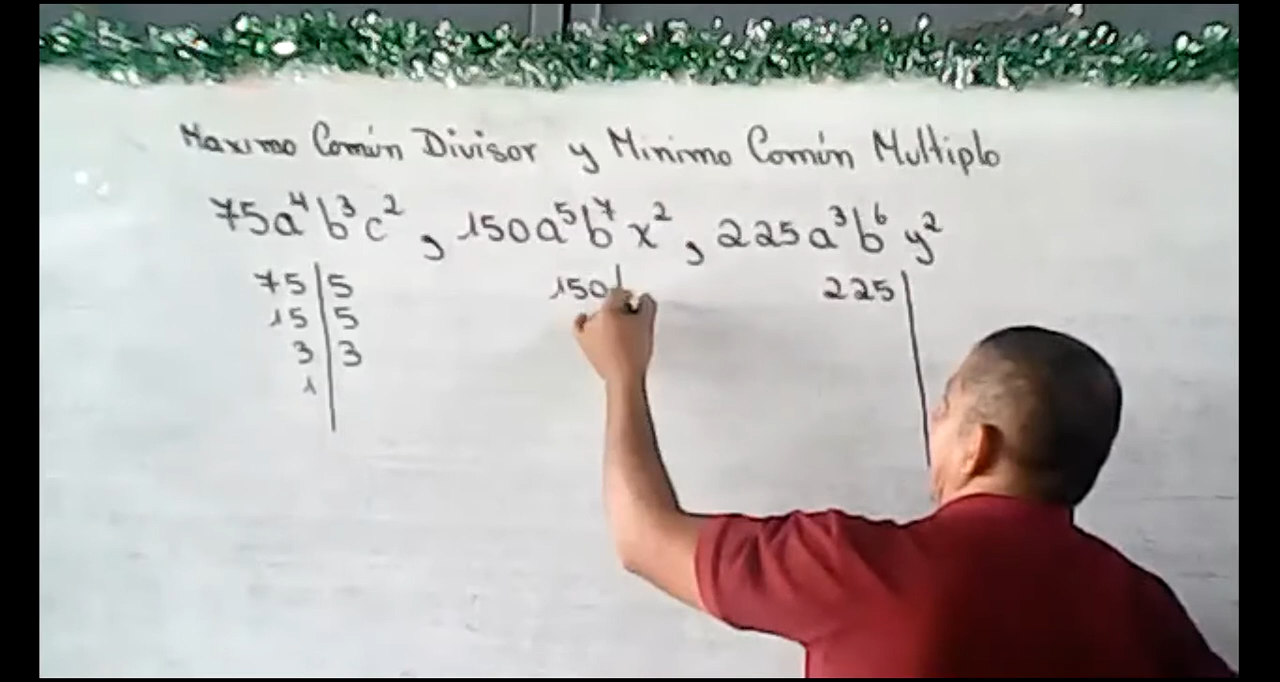 Maximo Común Divisor y Minimo Común Multiplo
75a⁴b³c², 150a⁵b⁷x², 225a³b⁶y²
75 | 5 150 | 225 |
15 | 5
3 | 3
1 |